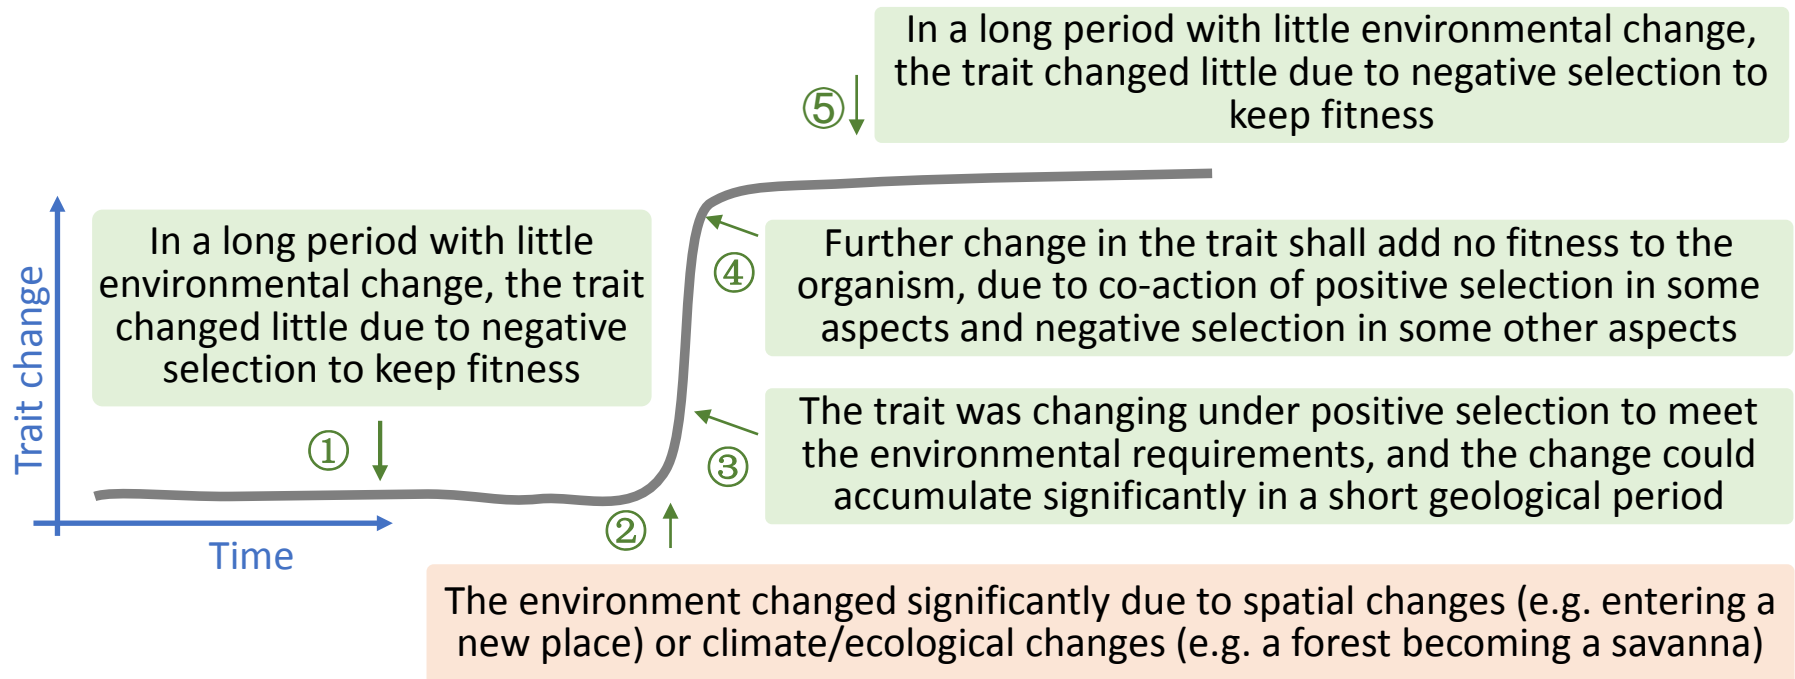 In a long period with little environmental change,
the trait changed little due to negative selection to
keep fitness
⑤
In a long period with little
environmental change, the trait
changed little due to negative
selection to keep fitness
①
Trait change
Time
②
Further change in the trait shall add no fitness to the
organism, due to co-action of positive selection in some
aspects and negative selection in some other aspects
④
The trait was changing under positive selection to meet
the environmental requirements, and the change could
accumulate significantly in a short geological period
③
The environment changed significantly due to spatial changes (e.g. entering a
new place) or climate/ecological changes (e.g. a forest becoming a savanna)